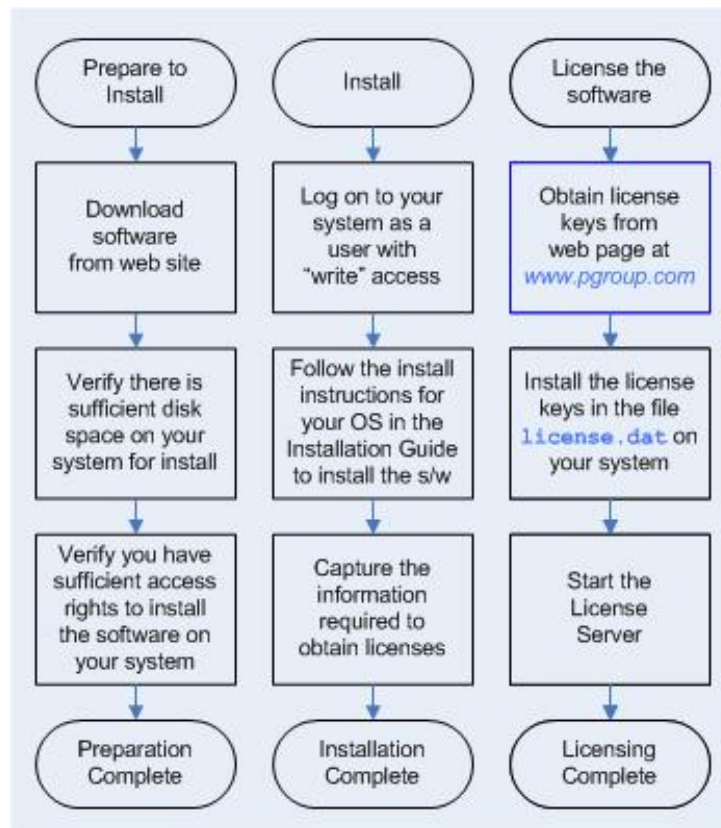 Prepare to
Install
Download
software
from web site
Verify there is
sufficient disk
space on your
system for install
Verify you have
sufficient access
rights to install
the software on
your system
Preparation
Complete
Install
Log on to your
system as a
user with
“write” access
Follow the install
instructions for
your OS in the
Installation Guide
to install the s/w
Capture the
information
required to
obtain licenses
Installation
Complete
License the
software
Obtain license
keys from
web page at
www.pgroup.com
Install the license
keys in the file
license.dat on
your system
Start the
License
Server
Licensing
Complete